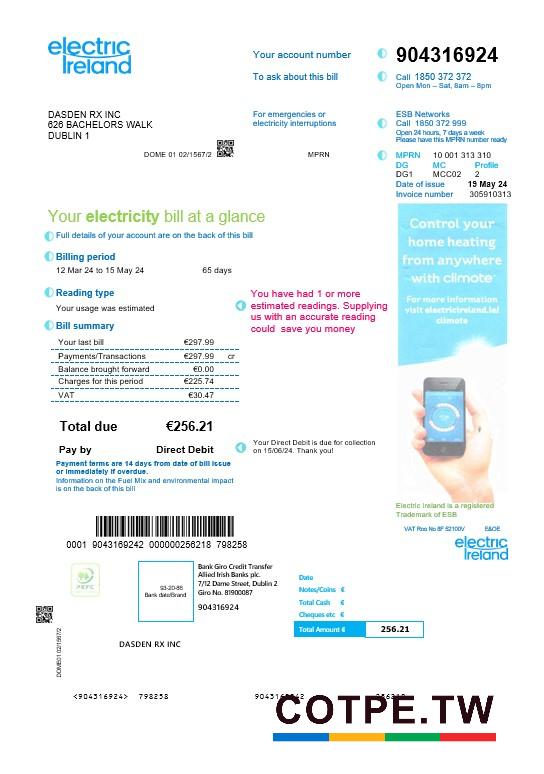 electric Ireland
Your account number 904316924
To ask about this bill Call 1850 372 372
Open Mon – Sat, 8am – 8pm
DASDEN RX INC
626 BACHELORS WALK
DUBLIN 1
DOME 01 02/1567/2
For emergencies or
electricity interruptions
ESB Networks
Call 1850 372 999
Open 24 hours, 7 days a week
Please have this MPRN number ready
MPRN
MPRN 10 001 313 310
DG MC Profile
DG1 MCC02 2
Date of issue 19 May 24
Invoice number 305910313
Your electricity bill at a glance
Full details of your account are on the back of this bill
Billing period
12 Mar 24 to 15 May 24 65 days
Reading type
Your usage was estimated
You have had 1 or more
estimated readings. Supplying
us with an accurate reading
could save you money
Bill summary
Your last bill €297.99
Payments/Transactions €297.99 cr
Balance brought forward €0.00
Charges for this period €225.74
VAT €30.47
Total due €256.21
Pay by Direct Debit
Your Direct Debit is due for collection
on 15/06/24. Thank you!
Payment terms are 14 days from date of bill issue
or immediately if overdue.
Information on the Fuel Mix and environmental impact
is on the back of this bill
Control your
home heating
from anywhere
with climote
For more information
visit electricireland.ie/
climote
Electric Ireland is a registered
Trademark of ESB
VAT Reg No 8F 52100V E&OE
electric Ireland
0001 9043169242 000000256218 798258
PEFC
93-20-86
Bank date/Brand
Bank Giro Credit Transfer
Allied Irish Banks plc.
7/12 Dame Street, Dublin 2
Giro No. 81900087
904316924
Date
Notes/Coins €
Total Cash €
Cheques etc €
Total Amount € 256.21
DOME01 02/1567/2
DASDEN RX INC
<904316924> 798258
COTPE.TW